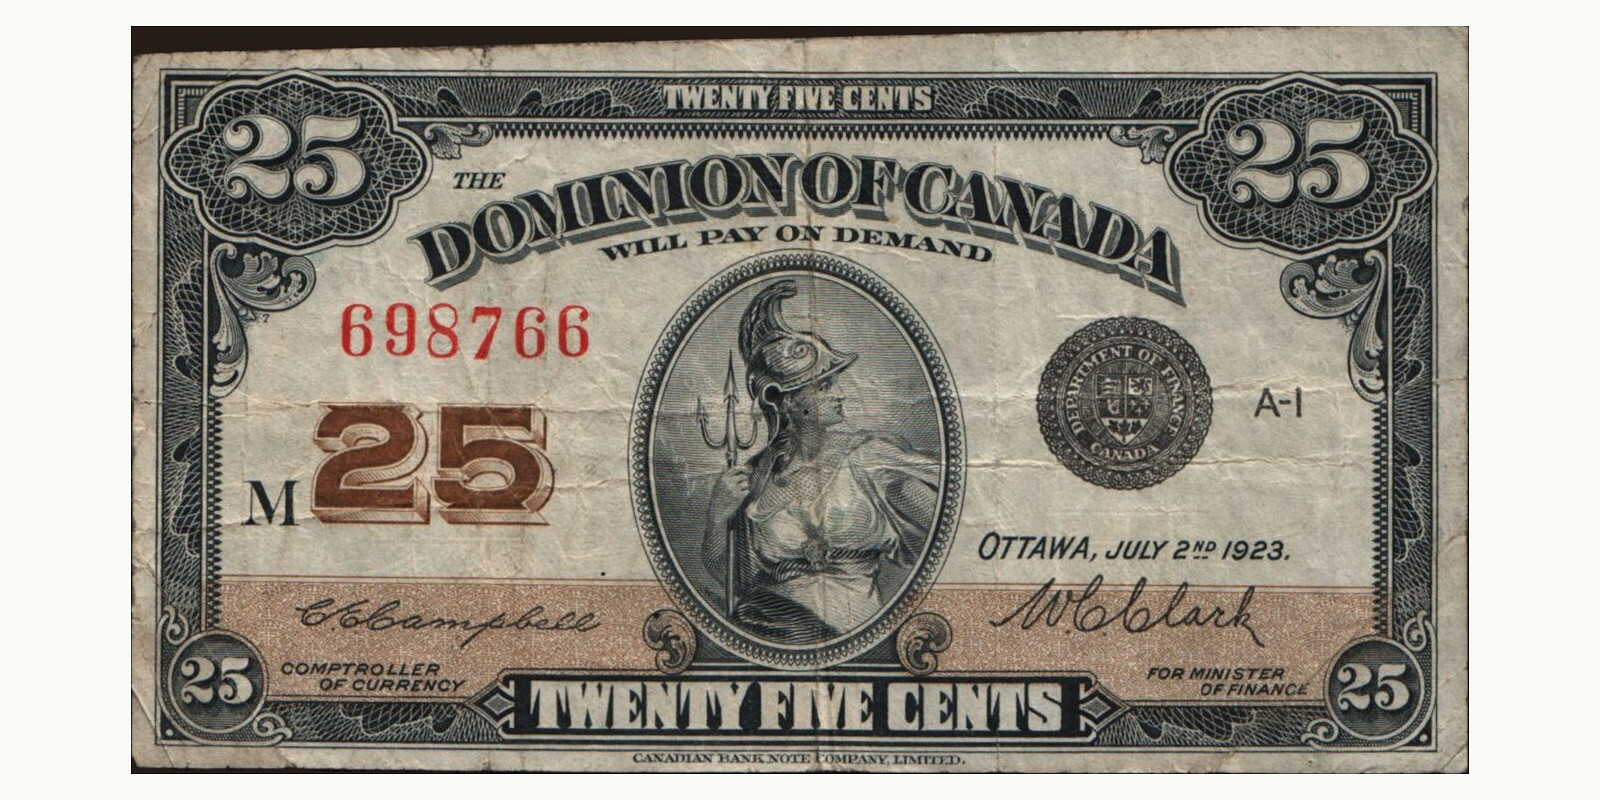 TWENTY FIVE CENTS
25
25
THE
DOMINION OF CANADA
WILL PAY ON DEMAND
698766
DEPARTMENT OF FINANCE
CANADA
A-1
M
25
OTTAWA, JULY 2ND 1923.
C.E. Campbell
W.C. Clark
25
COMPTROLLER
OF CURRENCY
FOR MINISTER
OF FINANCE
25
TWENTY FIVE CENTS
CANADIAN BANK NOTE COMPANY, LIMITED.